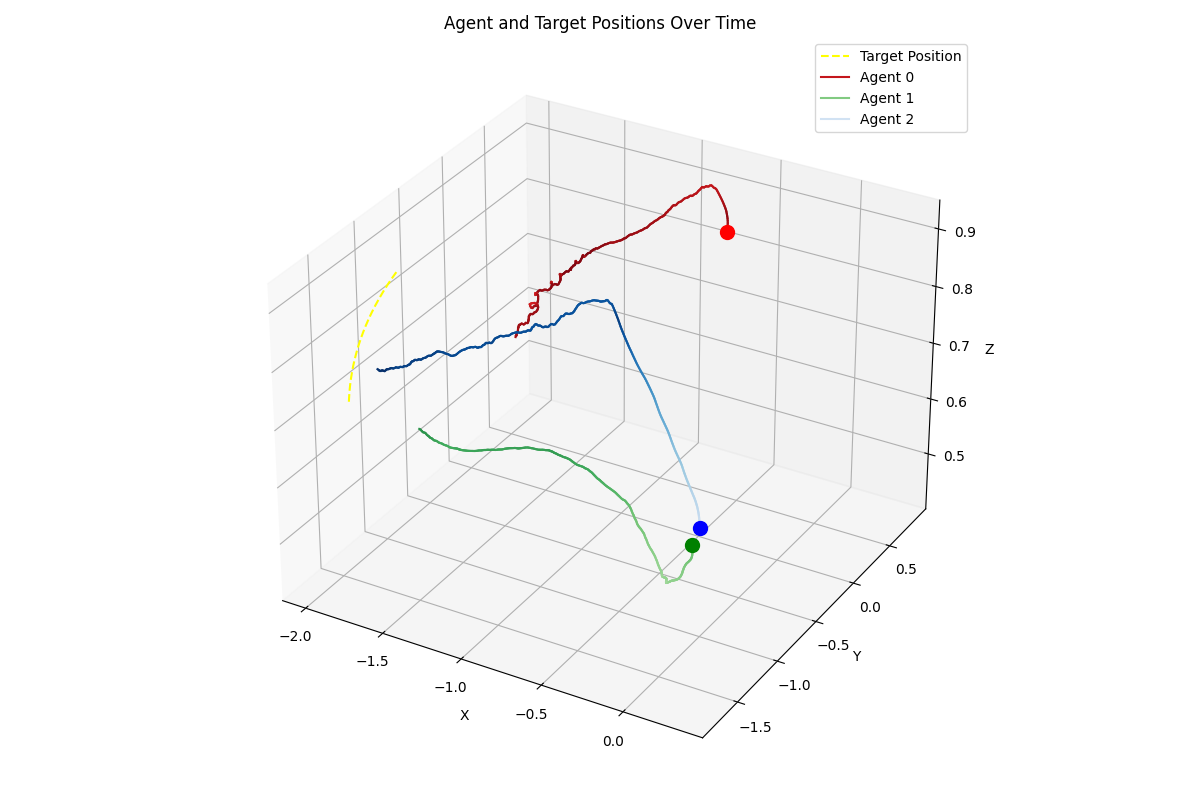 Agent and Target Positions Over Time
Target Position
Agent 0
Agent 1
Agent 2
0.9
0.8
0.7
0.6
0.5
Z
0.5
0.0
−0.5
−1.0
−1.5
Y
−2.0
−1.5
−1.0
−0.5
0.0
X